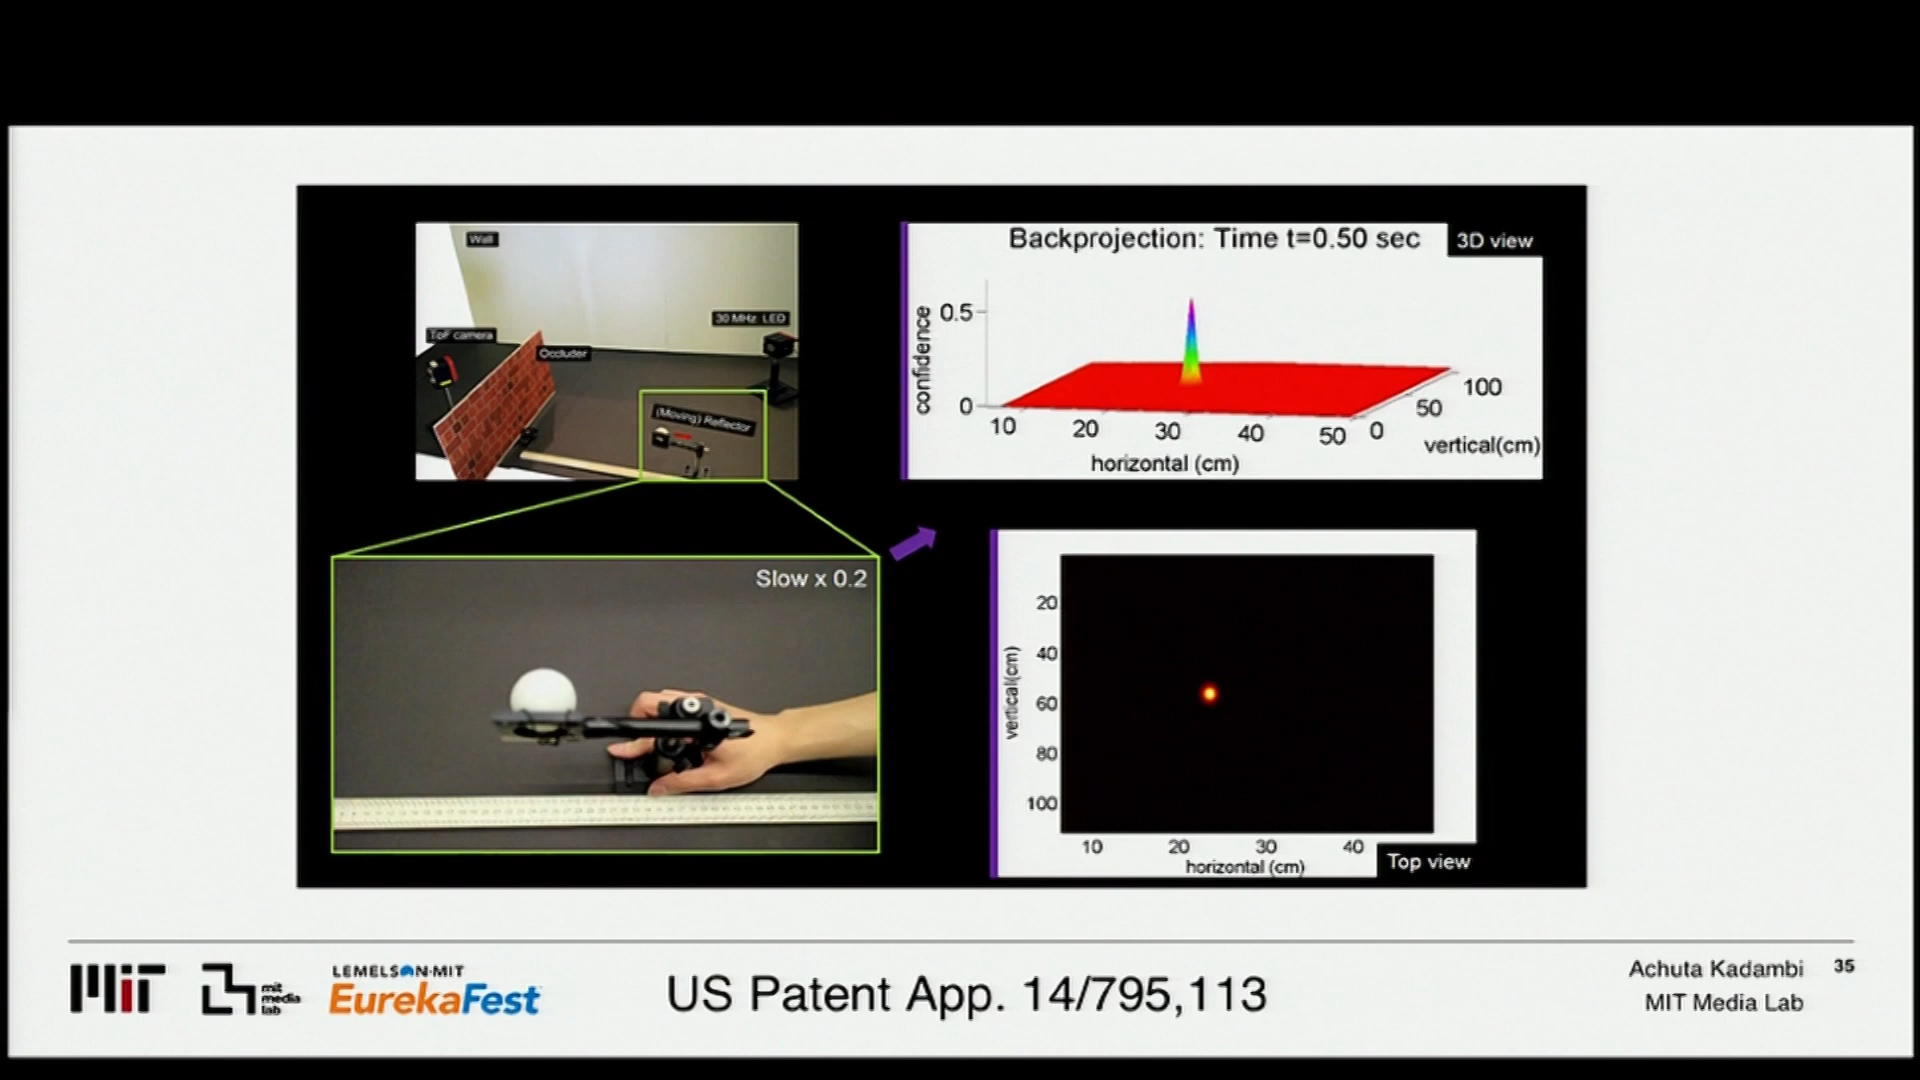 Wall
30 MHz LED
ToF camera
Occluder
(Moving) Reflector
Slow x 0.2
Backprojection: Time t=0.50 sec
3D view
confidence
0.5
0
10
20
30
40
50
0
50
100
horizontal (cm)
vertical(cm)
20
40
60
80
100
vertical(cm)
10
20
30
40
horizontal (cm)
Top view
MIT
mit
media
lab
LEMELSON-MIT
EurekaFest
US Patent App. 14/795,113
Achuta Kadambi
35
MIT Media Lab